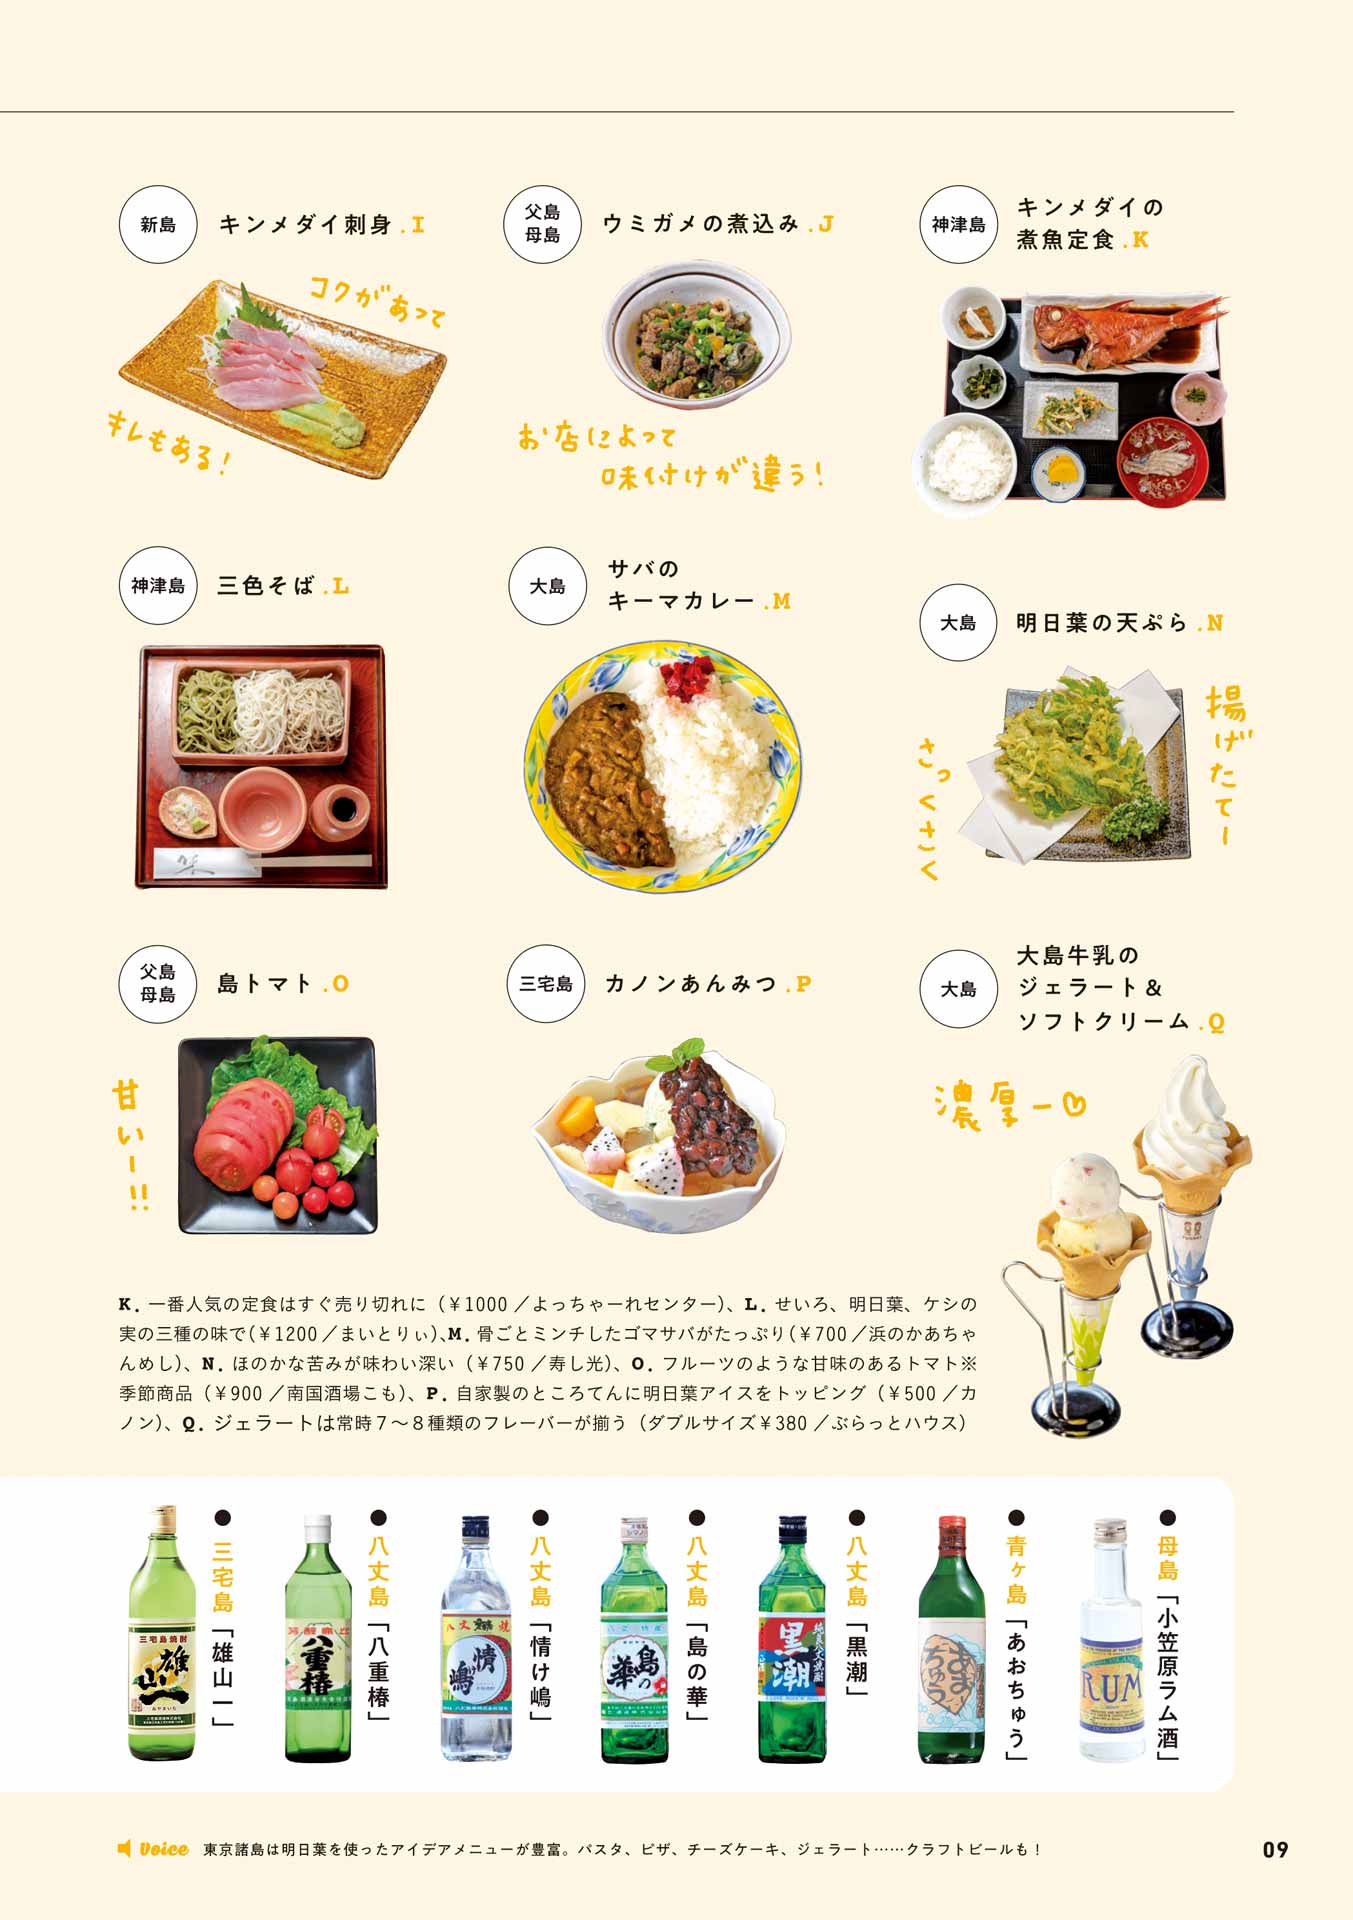 新島
キンメダイ刺身.I
コクがあって
キレもある!
父島
母島
ウミガメの煮込み.J
お店によって
味付けが違う!
神津島
キンメダイの
煮魚定食.K
神津島
三色そば.L
大島
サバの
キーマカレー.M
大島
明日葉の天ぷら.N
揚げたてー
さっくさく
父島
母島
島トマト.O
甘いー!!
三宅島
カノンあんみつ.P
大島
大島牛乳の
ジェラート&
ソフトクリーム.Q
濃厚ー♡
K. 一番人気の定食はすぐ売り切れに(¥1000/よっちゃーれセンター)、L. せいろ、明日葉、ケシの
実の三種の味で(¥1200/まいとりぃ)、M. 骨ごとミンチしたゴマサバがたっぷり(¥700/浜のかあちゃ
んめし)、N. ほのかな苦みが味わい深い(¥750/寿し光)、O. フルーツのような甘味のあるトマト※
季節商品(¥900/南国酒場こも)、P. 自家製のところてんに明日葉アイスをトッピング(¥500/カ
ノン)、Q. ジェラートは常時7〜8種類のフレーバーが揃う(ダブルサイズ¥380/ぶらっとハウス)
三宅島焼酎
雄山一
●三宅島「雄山一」
八重椿
●八丈島「八重椿」
情け嶋
●八丈島「情け嶋」
島の華
●八丈島「島の華」
黒潮
●八丈島「黒潮」
あおちゅう
●青ヶ島「あおちゅう」
RUM
●母島「小笠原ラム酒」
Voice 東京諸島は明日葉を使ったアイデアメニューが豊富。パスタ、ピザ、チーズケーキ、ジェラート……クラフトビールも!
09